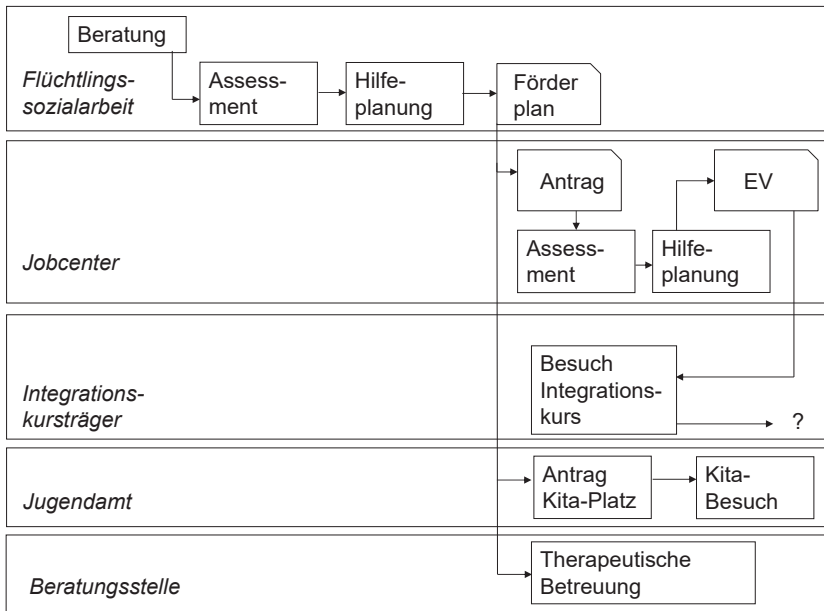 Beratung
Flüchtlings-
sozialarbeit
Assess-
ment
Hilfe-
planung
Förder
plan
Jobcenter
Antrag
EV
Assess-
ment
Hilfe-
planung
Integrations-
kursträger
Besuch
Integrations-
kurs
?
Jugendamt
Antrag
Kita-Platz
Kita-
Besuch
Beratungsstelle
Therapeutische
Betreuung